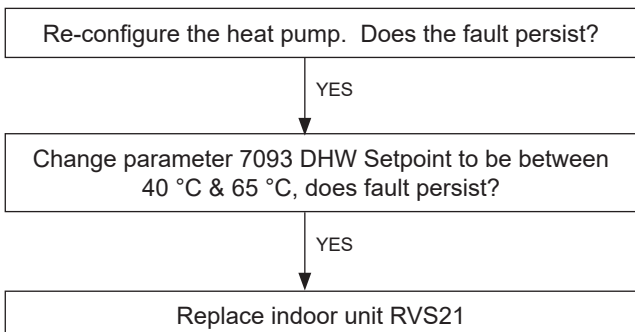 Re-configure the heat pump. Does the fault persist?
YES
Change parameter 7093 DHW Setpoint to be between
40 °C & 65 °C, does fault persist?
YES
Replace indoor unit RVS21